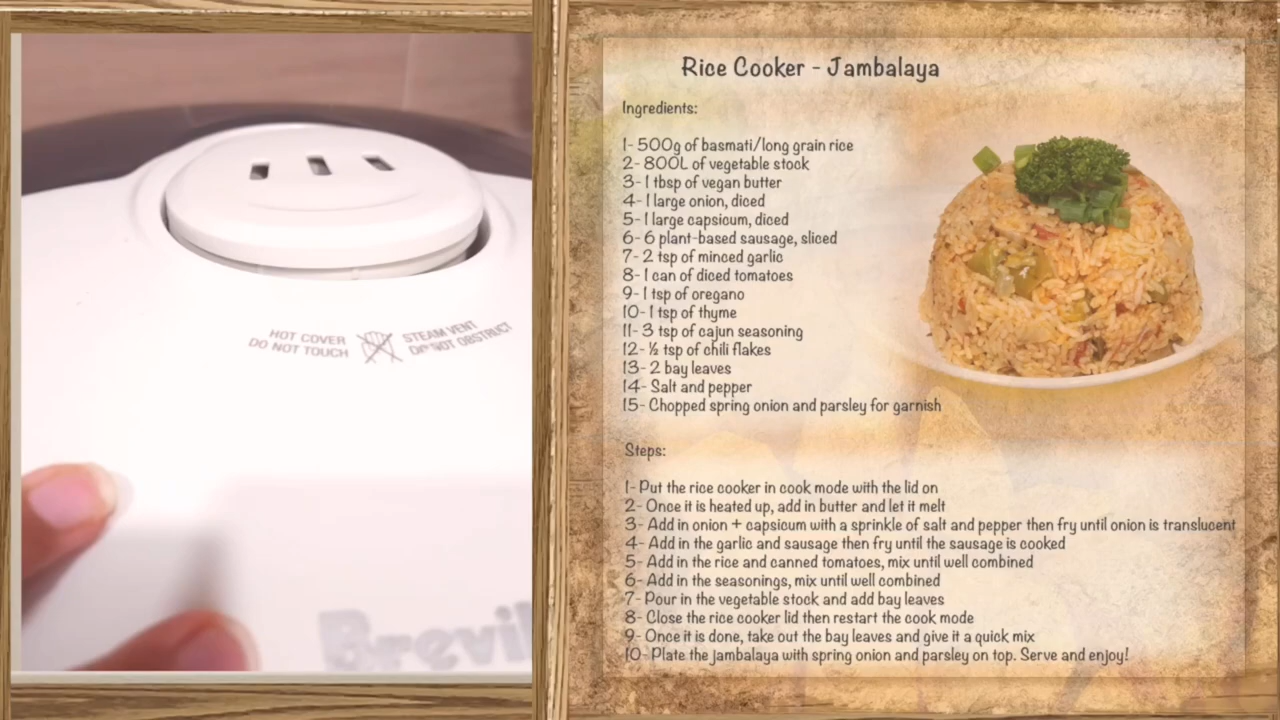 HOT COVER
DO NOT TOUCH
STEAM VENT
DO NOT OBSTRUCT
Brevil
Rice Cooker - Jambalaya
Ingredients:
1- 500g of basmati/long grain rice
2- 800L of vegetable stock
3- 1 tbsp of vegan butter
4- 1 large onion, diced
5- 1 large capsicum, diced
6- 6 plant-based sausage, sliced
7- 2 tsp of minced garlic
8- 1 can of diced tomatoes
9- 1 tsp of oregano
10- 1 tsp of thyme
11- 3 tsp of cajun seasoning
12- ½ tsp of chili flakes
13- 2 bay leaves
14- Salt and pepper
15- Chopped spring onion and parsley for garnish
Steps:
1- Put the rice cooker in cook mode with the lid on
2- Once it is heated up, add in butter and let it melt
3- Add in onion + capsicum with a sprinkle of salt and pepper then fry until onion is translucent
4- Add in the garlic and sausage then fry until the sausage is cooked
5- Add in the rice and canned tomatoes, mix until well combined
6- Add in the seasonings, mix until well combined
7- Pour in the vegetable stock and add bay leaves
8- Close the rice cooker lid then restart the cook mode
9- Once it is done, take out the bay leaves and give it a quick mix
10- Plate the jambalaya with spring onion and parsley on top. Serve and enjoy!